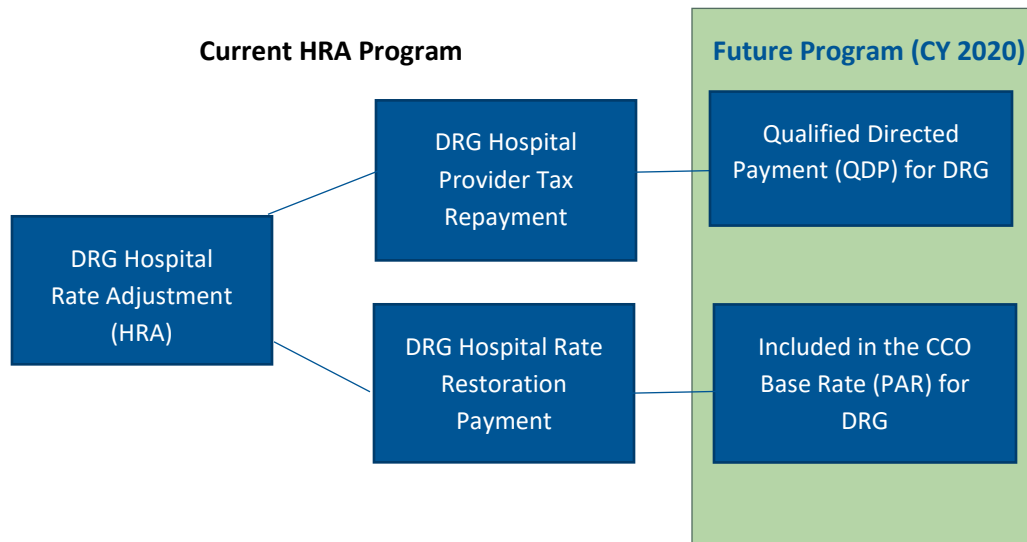 Current HRA Program
Future Program (CY 2020)
DRG Hospital
Rate Adjustment
(HRA)
DRG Hospital
Provider Tax
Repayment
Qualified Directed
Payment (QDP) for DRG
DRG Hospital Rate
Restoration
Payment
Included in the CCO
Base Rate (PAR) for
DRG